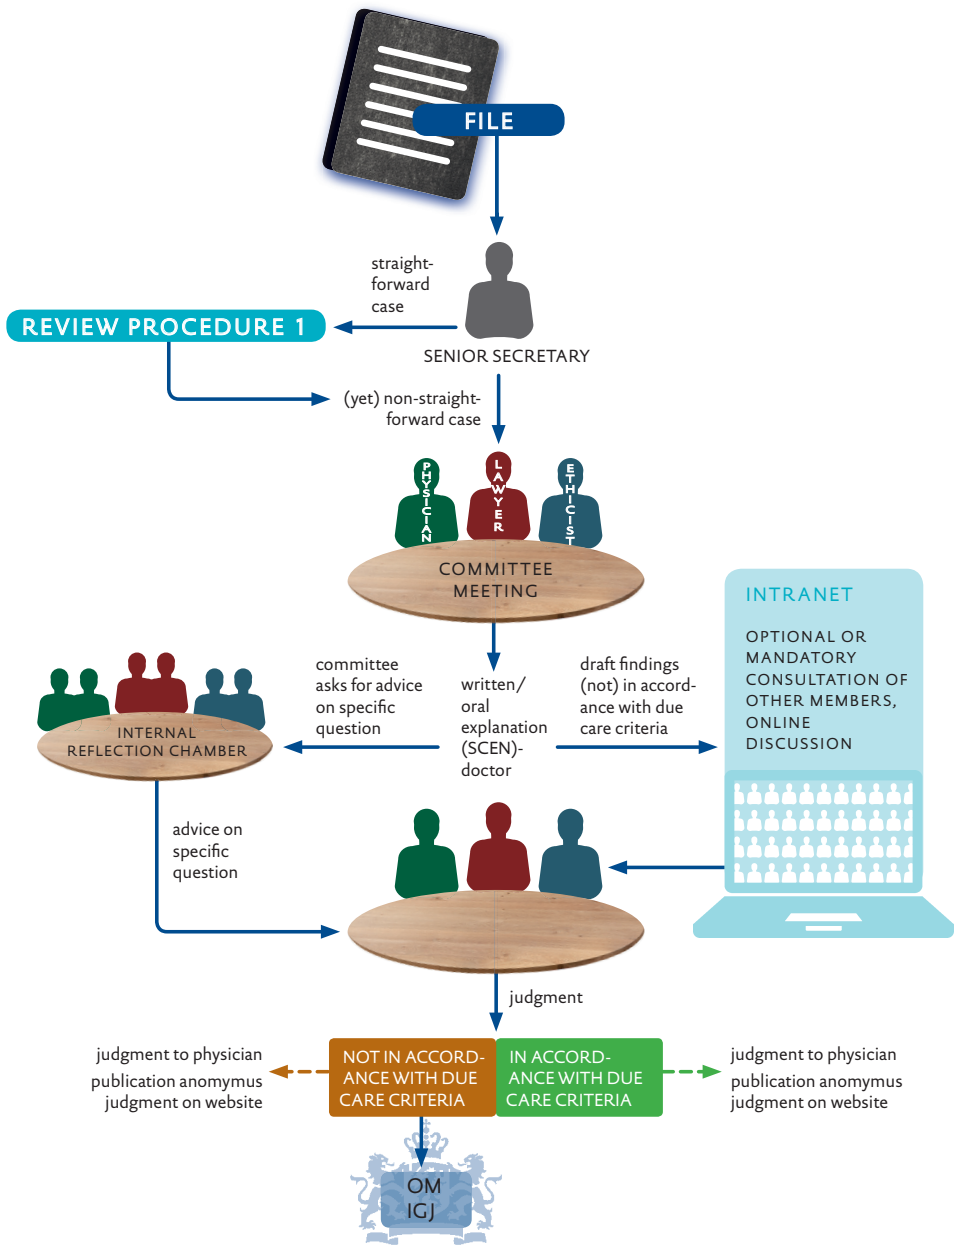 FILE
straight-
forward
case
REVIEW PROCEDURE 1
SENIOR SECRETARY
(yet) non-straight-
forward case
PHYSICIAN
LAWYER
ETHICIST
COMMITTEE
MEETING
INTRANET
OPTIONAL OR
MANDATORY
CONSULTATION OF
OTHER MEMBERS,
ONLINE
DISCUSSION
committee
asks for advice
on specific
question
written/
oral
explanation
(SCEN)-
doctor
draft findings
(not) in accord-
ance with due
care criteria
INTERNAL
REFLECTION CHAMBER
advice on
specific
question
judgment
judgment to physician
publication anomymus
judgment on website
NOT IN ACCORD-
ANCE WITH DUE
CARE CRITERIA
IN ACCORD-
ANCE WITH DUE
CARE CRITERIA
judgment to physician
publication anomymus
judgment on website
OM
IGJ